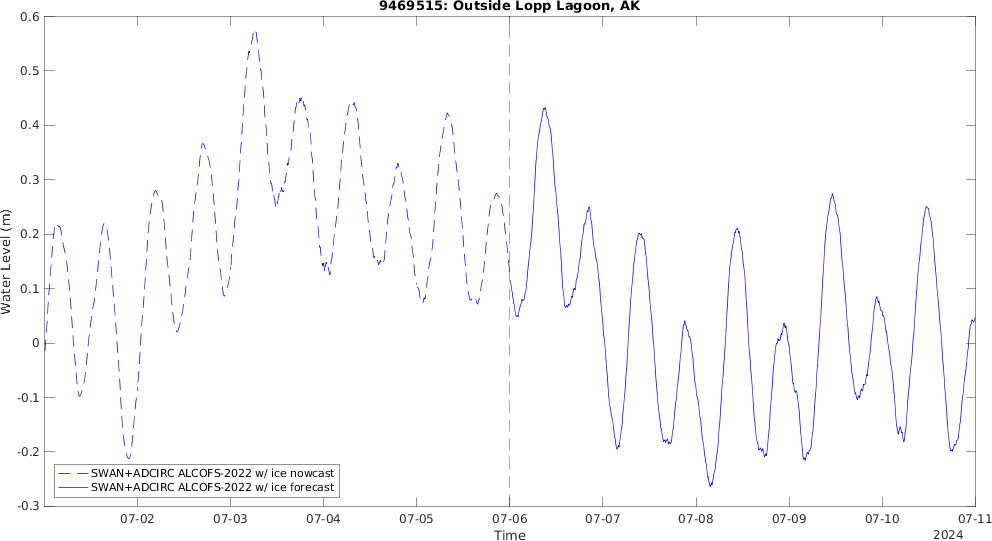 9469515: Outside Lopp Lagoon, AK
0.6
0.5
0.4
0.3
0.2
0.1
0
-0.1
-0.2
-0.3
Water Level (m)
SWAN+ADCIRC ALCOFS-2022 w/ ice nowcast
SWAN+ADCIRC ALCOFS-2022 w/ ice forecast
07-02 07-03 07-04 07-05 07-06 07-07 07-08 07-09 07-10 07-11
Time
2024